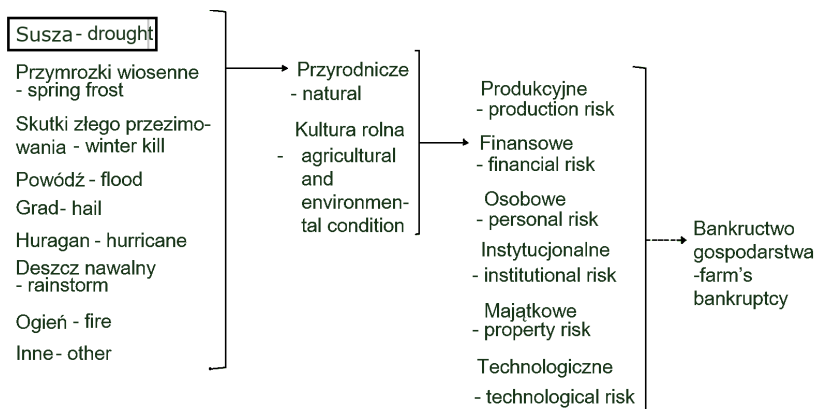 Susza - drought
Przymrozki wiosenne
- spring frost
Skutki złego przezimo-
wania - winter kill
Powódź - flood
Grad- hail
Huragan - hurricane
Deszcz nawalny
- rainstorm
Ogień - fire
Inne - other
Przyrodnicze
- natural
Kultura rolna
- agricultural
and
environmen-
tal condition
Produkcyjne
- production risk
Finansowe
- financial risk
Osobowe
- personal risk
Instytucjonalne
- institutional risk
Majątkowe
- property risk
Technologiczne
- technological risk
Bankructwo
gospodarstwa
-farm's
bankruptcy